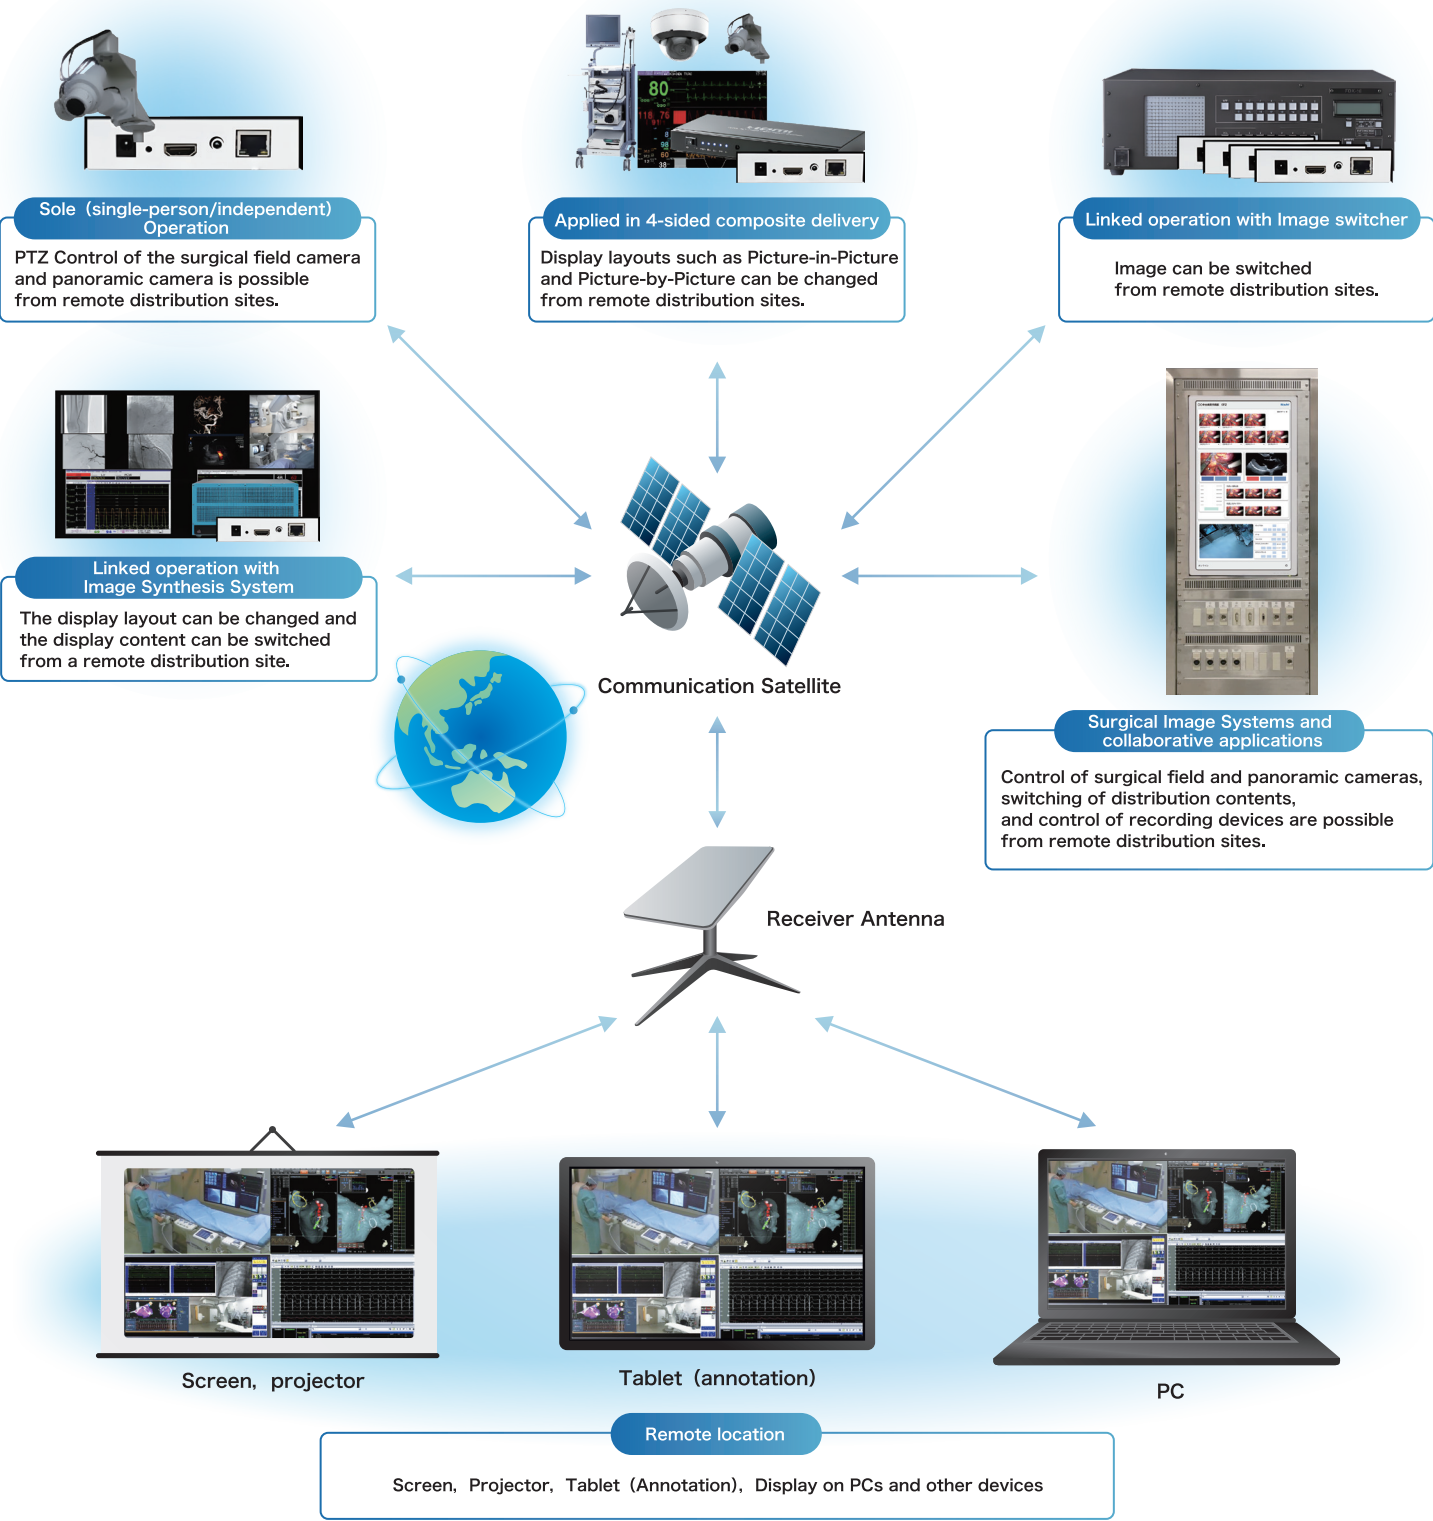 Sole (single-person/independent)
Operation
PTZ Control of the surgical field camera
and panoramic camera is possible
from remote distribution sites.
80
Applied in 4-sided composite delivery
Display layouts such as Picture-in-Picture
and Picture-by-Picture can be changed
from remote distribution sites.
Linked operation with Image switcher
Image can be switched
from remote distribution sites.
Linked operation with
Image Synthesis System
The display layout can be changed and
the display content can be switched
from a remote distribution site.
Communication Satellite
Surgical Image Systems and
collaborative applications
Control of surgical field and panoramic cameras,
switching of distribution contents,
and control of recording devices are possible
from remote distribution sites.
Receiver Antenna
Screen, projector
Tablet (annotation)
PC
Remote location
Screen, Projector, Tablet (Annotation), Display on PCs and other devices